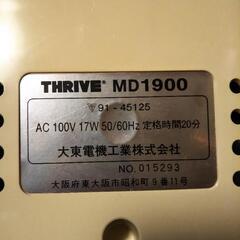 THRIVE® MD1900
〒91-45125
AC 100V 17W 50/60Hz 定格時間20分
大東電機工業株式会社
NO. 015293
大阪府東大阪市昭和町9番11号